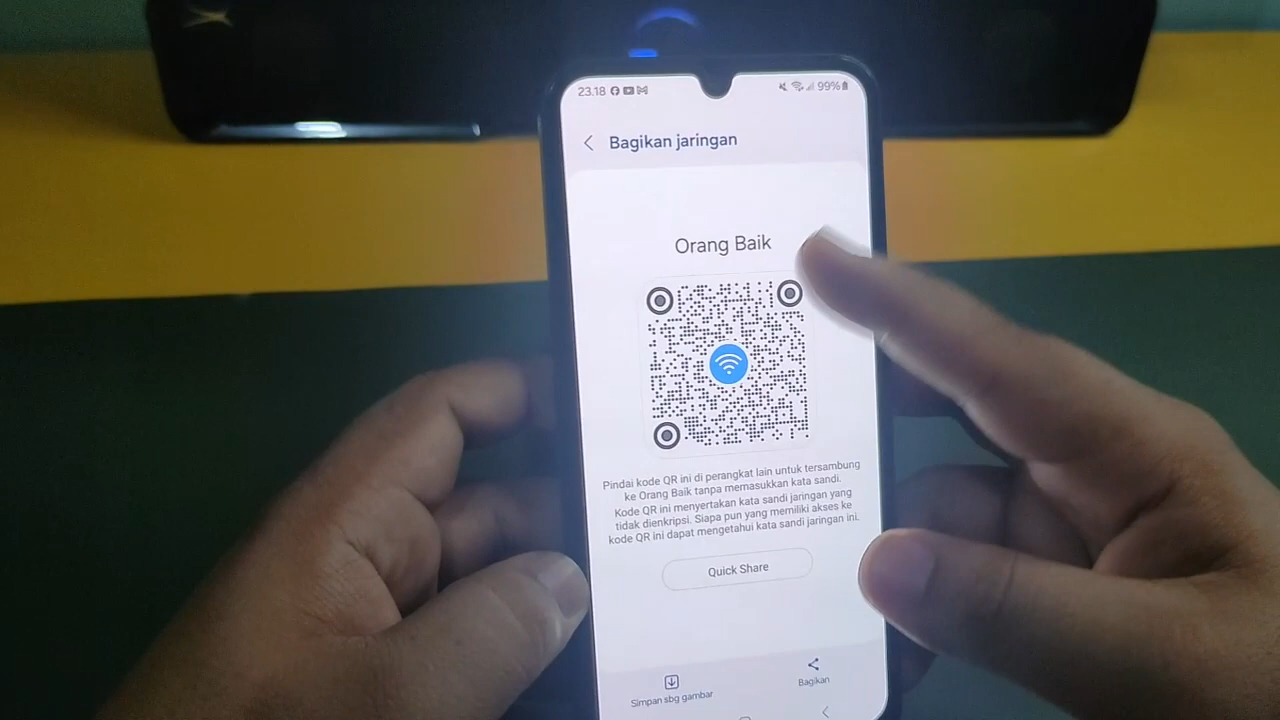 23.18
99%
Bagikan jaringan
Orang Baik
Pindai kode QR ini di perangkat lain untuk tersambung
ke Orang Baik tanpa memasukkan kata sandi.
Kode QR ini menyertakan kata sandi jaringan yang
tidak dienkripsi. Siapa pun yang memiliki akses ke
kode QR ini dapat mengetahui kata sandi jaringan ini.
Quick Share
Simpan sbg gambar
Bagikan